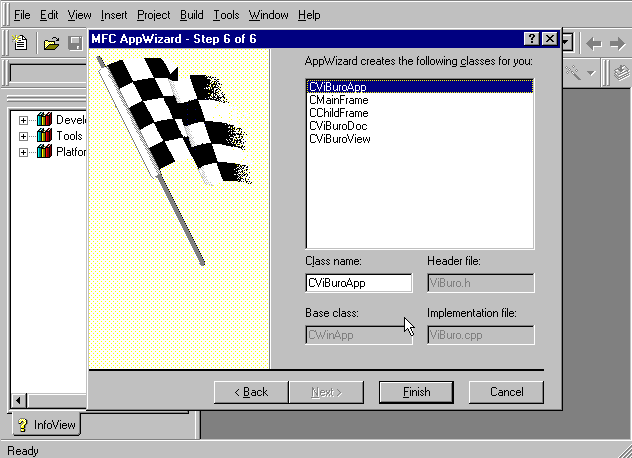 File Edit View Insert Project Build Tools Window Help
MFC AppWizard - Step 6 of 6
AppWizard creates the following classes for you:
CViBuroApp
CMainFrame
CChildFrame
CViBuroDoc
CViBuroView
Develo
Tools
Platfor
Class name:
Header file:
CViBuroApp
ViBuro.h
Base class:
Implementation file:
CWinApp
ViBuro.cpp
< Back
Next >
Finish
Cancel
InfoView
Ready